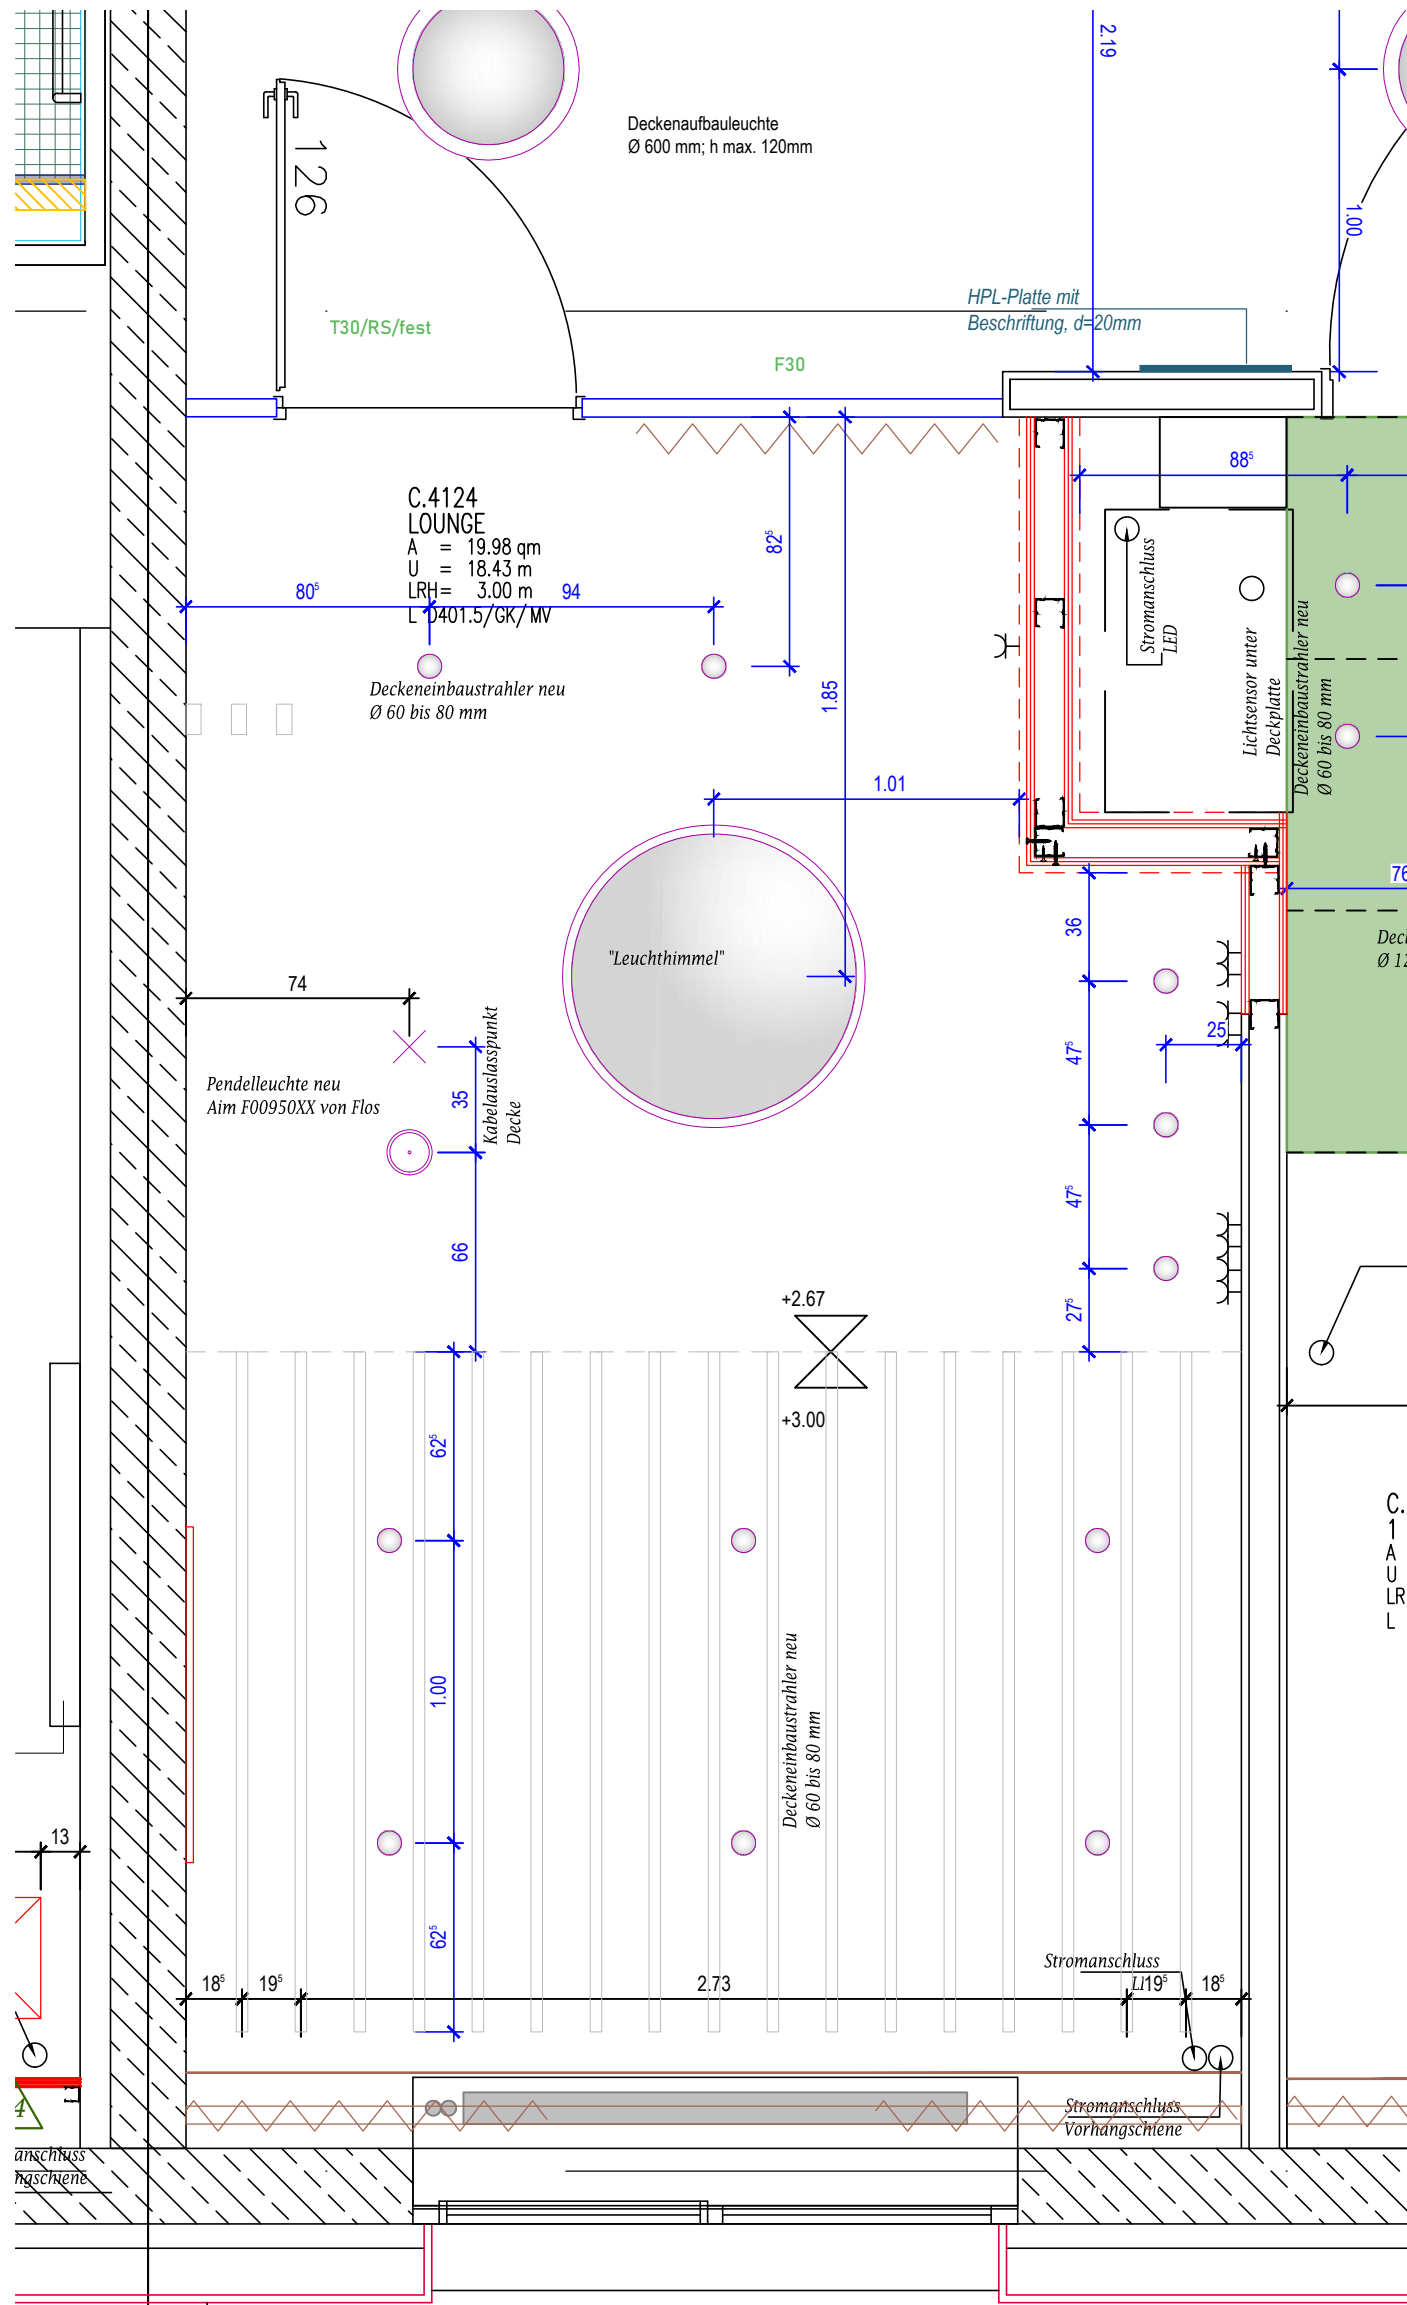 2.19
Deckenaufbauleuchte
Ø 600 mm; h max. 120mm
126
1.00
HPL-Platte mit
Beschriftung, d=20mm
T30/RS/fest
F30
88⁵
C.4124
LOUNGE
A = 19.98 qm
U = 18.43 m
LRH= 3.00 m
L D401.5/GK/MV
82⁵
80⁵
94
Stromanschluss
LED
Lichtsensor unter
Deckplatte
Deckeneinbaustrahler neu
Ø 60 bis 80 mm
Deckeneinbaustrahler neu
Ø 60 bis 80 mm
1.85
1.01
76
36
"Leuchthimmel"
74
47⁵
25
Kabelauslasspunkt
Decke
Pendelleuchte neu
Aim F00950XX von Flos
35
47⁵
66
27⁵
+2.67
+3.00
62⁵
C.
1
A
U
LR
L
1.00
Deckeneinbaustrahler neu
Ø 60 bis 80 mm
13
62⁵
Stromanschluss
18⁵
19⁵
2.73
19⁵
18⁵
4
Stromanschluss
Vorhangschiene
anschluss
ngschiene